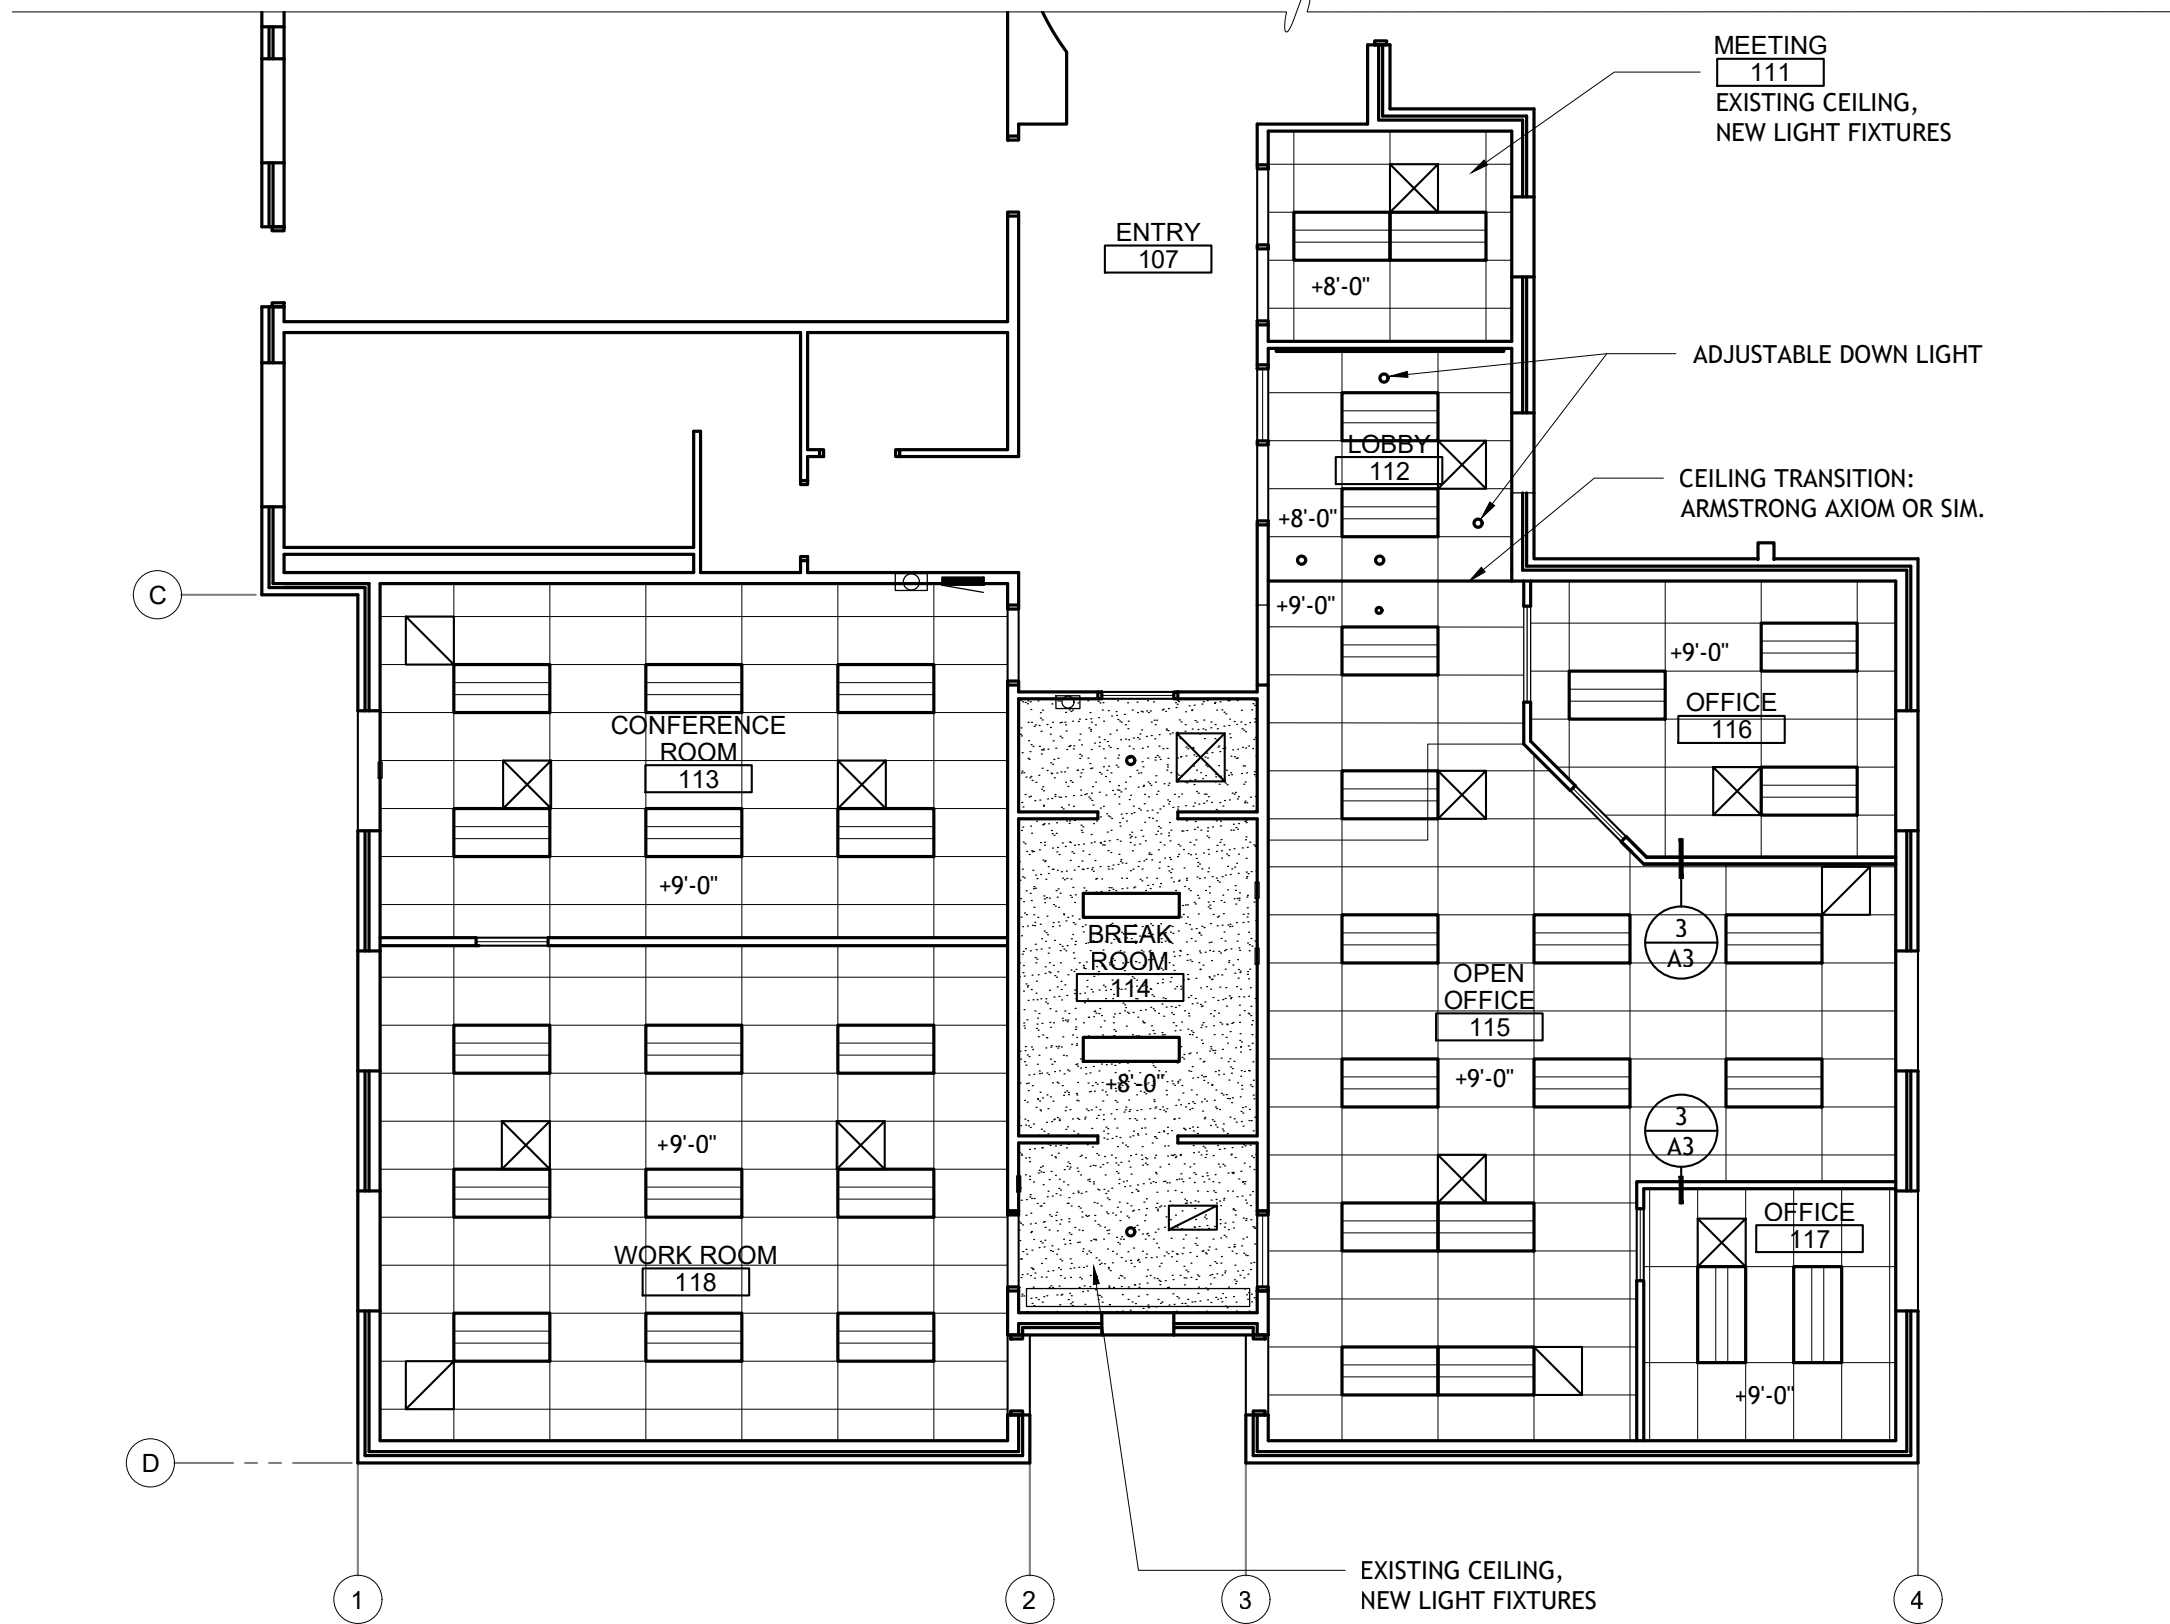 MEETING
111
EXISTING CEILING,
NEW LIGHT FIXTURES
ENTRY
107
+8'-0"
ADJUSTABLE DOWN LIGHT
LOBBY
112
CEILING TRANSITION:
ARMSTRONG AXIOM OR SIM.
+8'-0"
C
+9'-0"
+9'-0"
OFFICE
116
CONFERENCE
ROOM
113
+9'-0"
BREAK
ROOM
114
+8'-0"
3
A3
OPEN
OFFICE
115
+9'-0"
3
A3
+9'-0"
OFFICE
117
WORK ROOM
118
+9'-0"
D
EXISTING CEILING,
NEW LIGHT FIXTURES
1
2
3
4